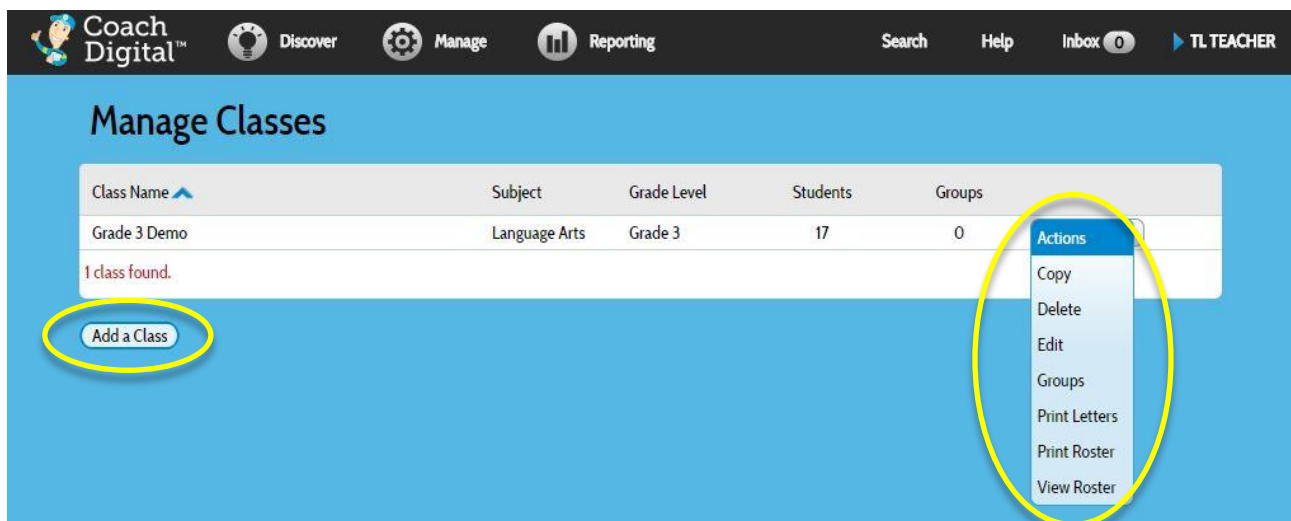 Coach Digital™ Discover Manage Reporting Search Help Inbox 0 TL TEACHER
Manage Classes
Class Name Subject Grade Level Students Groups
Grade 3 Demo Language Arts Grade 3 17 0
Actions
1 class found.
Copy
Delete
Add a Class
Edit
Groups
Print Letters
Print Roster
View Roster